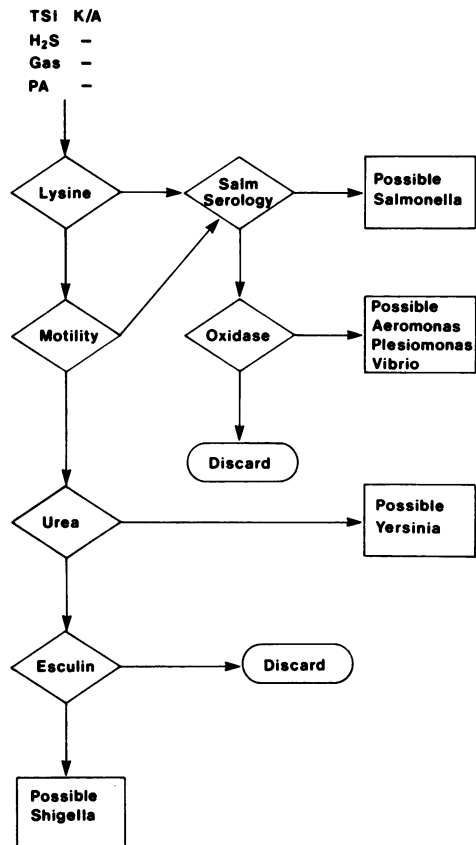 TSI K/A
H₂S –
Gas –
PA –
Lysine
Salm
Serology
Possible
Salmonella
Motility
Oxidase
Possible
Aeromonas
Plesiomonas
Vibrio
Discard
Urea
Possible
Yersinia
Esculin
Discard
Possible
Shigella